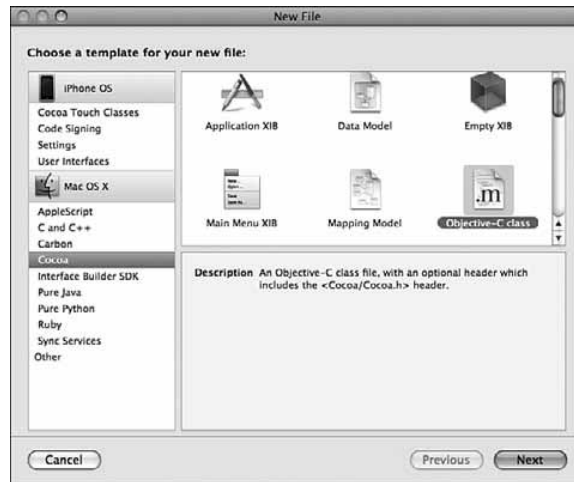 New File
Choose a template for your new file:
iPhone OS
Cocoa Touch Classes
Code Signing
Settings
User Interfaces
Mac OS X
AppleScript
C and C++
Carbon
Cocoa
Interface Builder SDK
Pure Java
Pure Python
Ruby
Sync Services
Other
Application XIB
Data Model
Empty XIB
Main Menu XIB
Mapping Model
.m
Objective-C class
Description An Objective-C class file, with an optional header which
includes the <Cocoa/Cocoa.h> header.
Cancel
Previous
Next